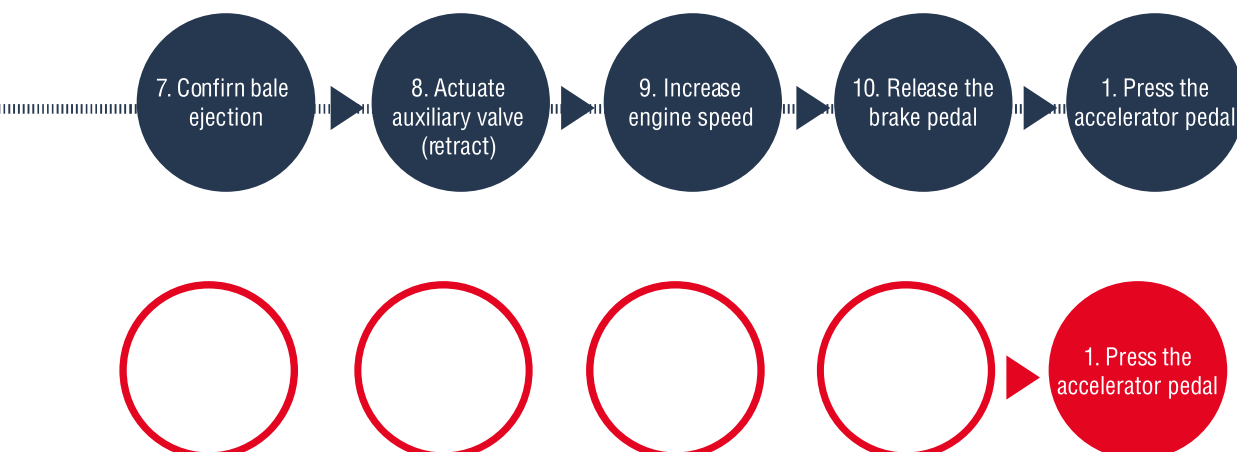 7. Confirn bale
ejection
8. Actuate
auxiliary valve
(retract)
9. Increase
engine speed
10. Release the
brake pedal
1. Press the
accelerator pedal
1. Press the
accelerator pedal